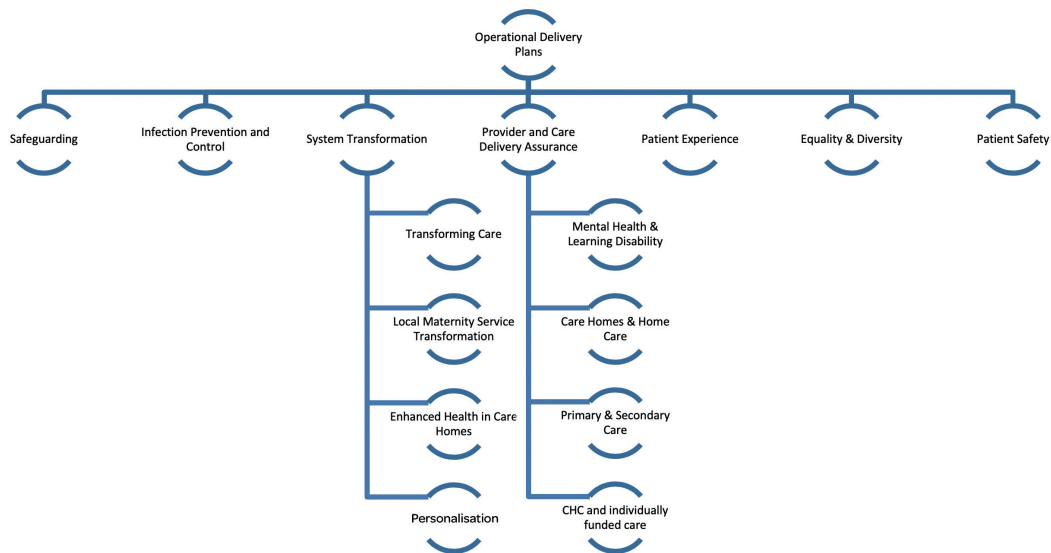 Operational Delivery
Plans
Safeguarding
Infection Prevention and
Control
System Transformation
Provider and Care
Delivery Assurance
Patient Experience
Equality & Diversity
Patient Safety
Transforming Care
Local Maternity Service
Transformation
Enhanced Health in Care
Homes
Personalisation
Mental Health &
Learning Disability
Care Homes & Home
Care
Primary & Secondary
Care
CHC and individually
funded care